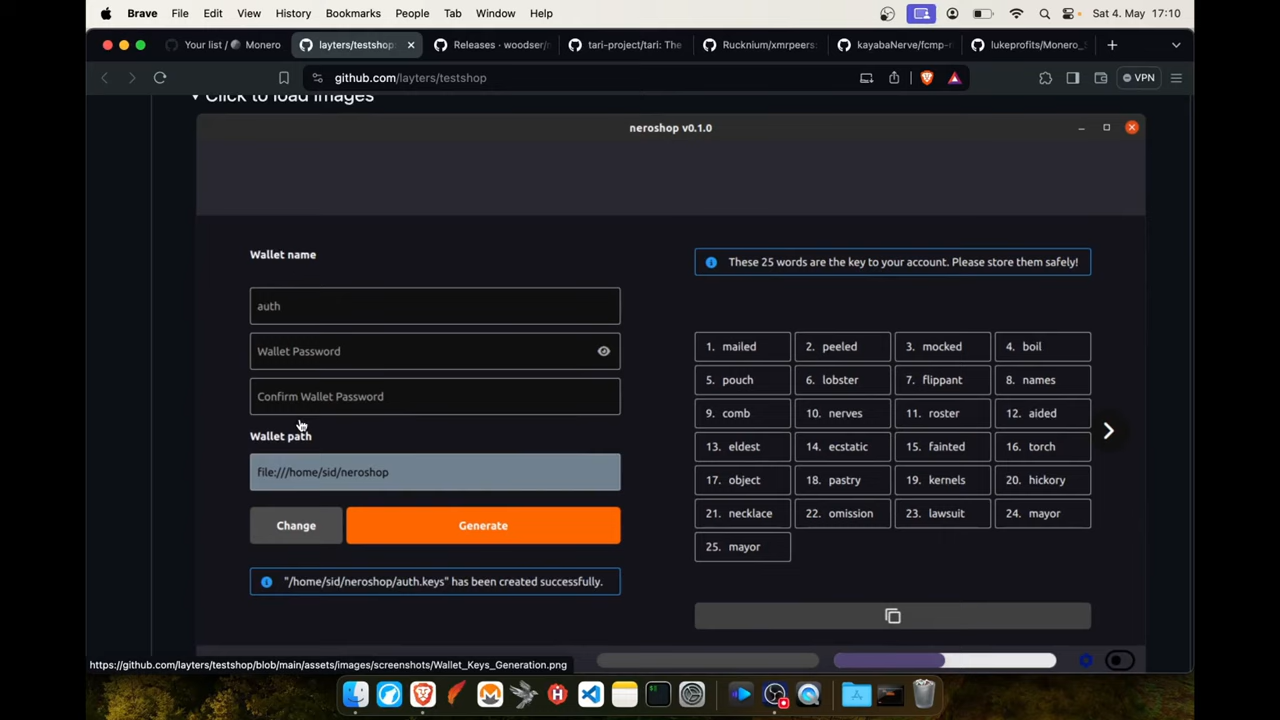 Brave File Edit View History Bookmarks People Tab Window Help Sat 4. May 17:10
Your list / Monero layters/testshop: Releases · woodser/m tari-project/tari: The Rucknium/xmrpeers: kayabaNerve/fcmp-r lukeprofits/Monero_S
github.com/layters/testshop VPN
Click to load images
neroshop v0.1.0
Wallet name
These 25 words are the key to your account. Please store them safely!
auth
Wallet Password
Confirm Wallet Password
Wallet path
file:///home/sid/neroshop
Change Generate
"/home/sid/neroshop/auth.keys" has been created successfully.
1. mailed 2. peeled 3. mocked 4. boil
5. pouch 6. lobster 7. flippant 8. names
9. comb 10. nerves 11. roster 12. aided
13. eldest 14. ecstatic 15. fainted 16. torch
17. object 18. pastry 19. kernels 20. hickory
21. necklace 22. omission 23. lawsuit 24. mayor
25. mayor
https://github.com/layters/testshop/blob/main/assets/images/screenshots/Wallet_Keys_Generation.png